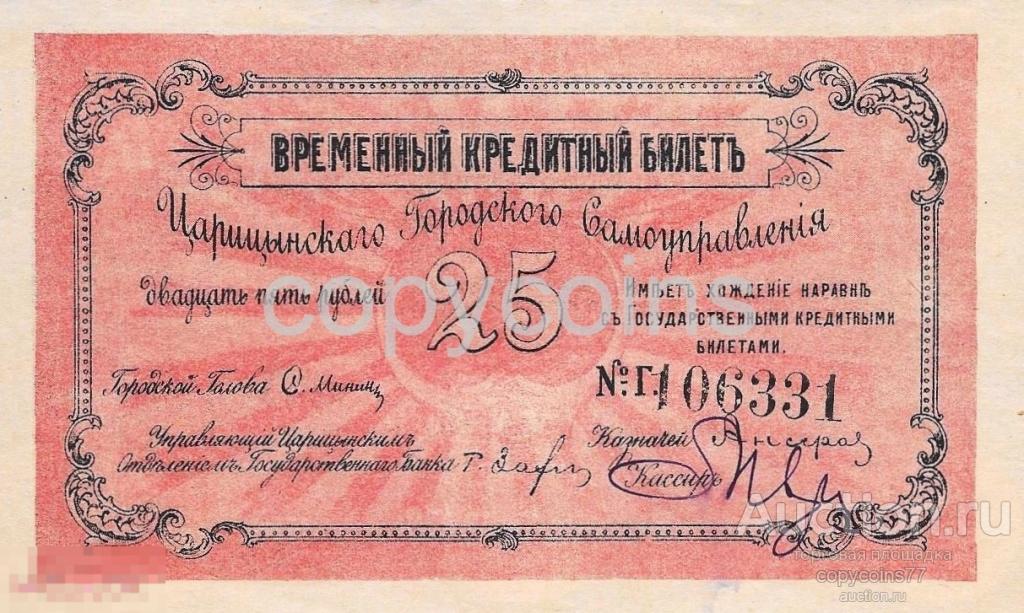 ВРЕМЕННЫЙ КРЕДИТНЫЙ БИЛЕТЪ
Царицынскаго Городского Самоуправленія
двадцать пять рублей
25
Имѣетъ хожденіе наравнѣ
съ Государственными кредитными
билетами.
№ Г. 106331
Городской Голова С. Минин
Управляющій Царицынскимъ
Отдѣленіемъ Государственнаго Банка Г.
Казначей
Кассиръ
copycoins
Auction.ru
торговая площадка
copycoins77
auction.ru